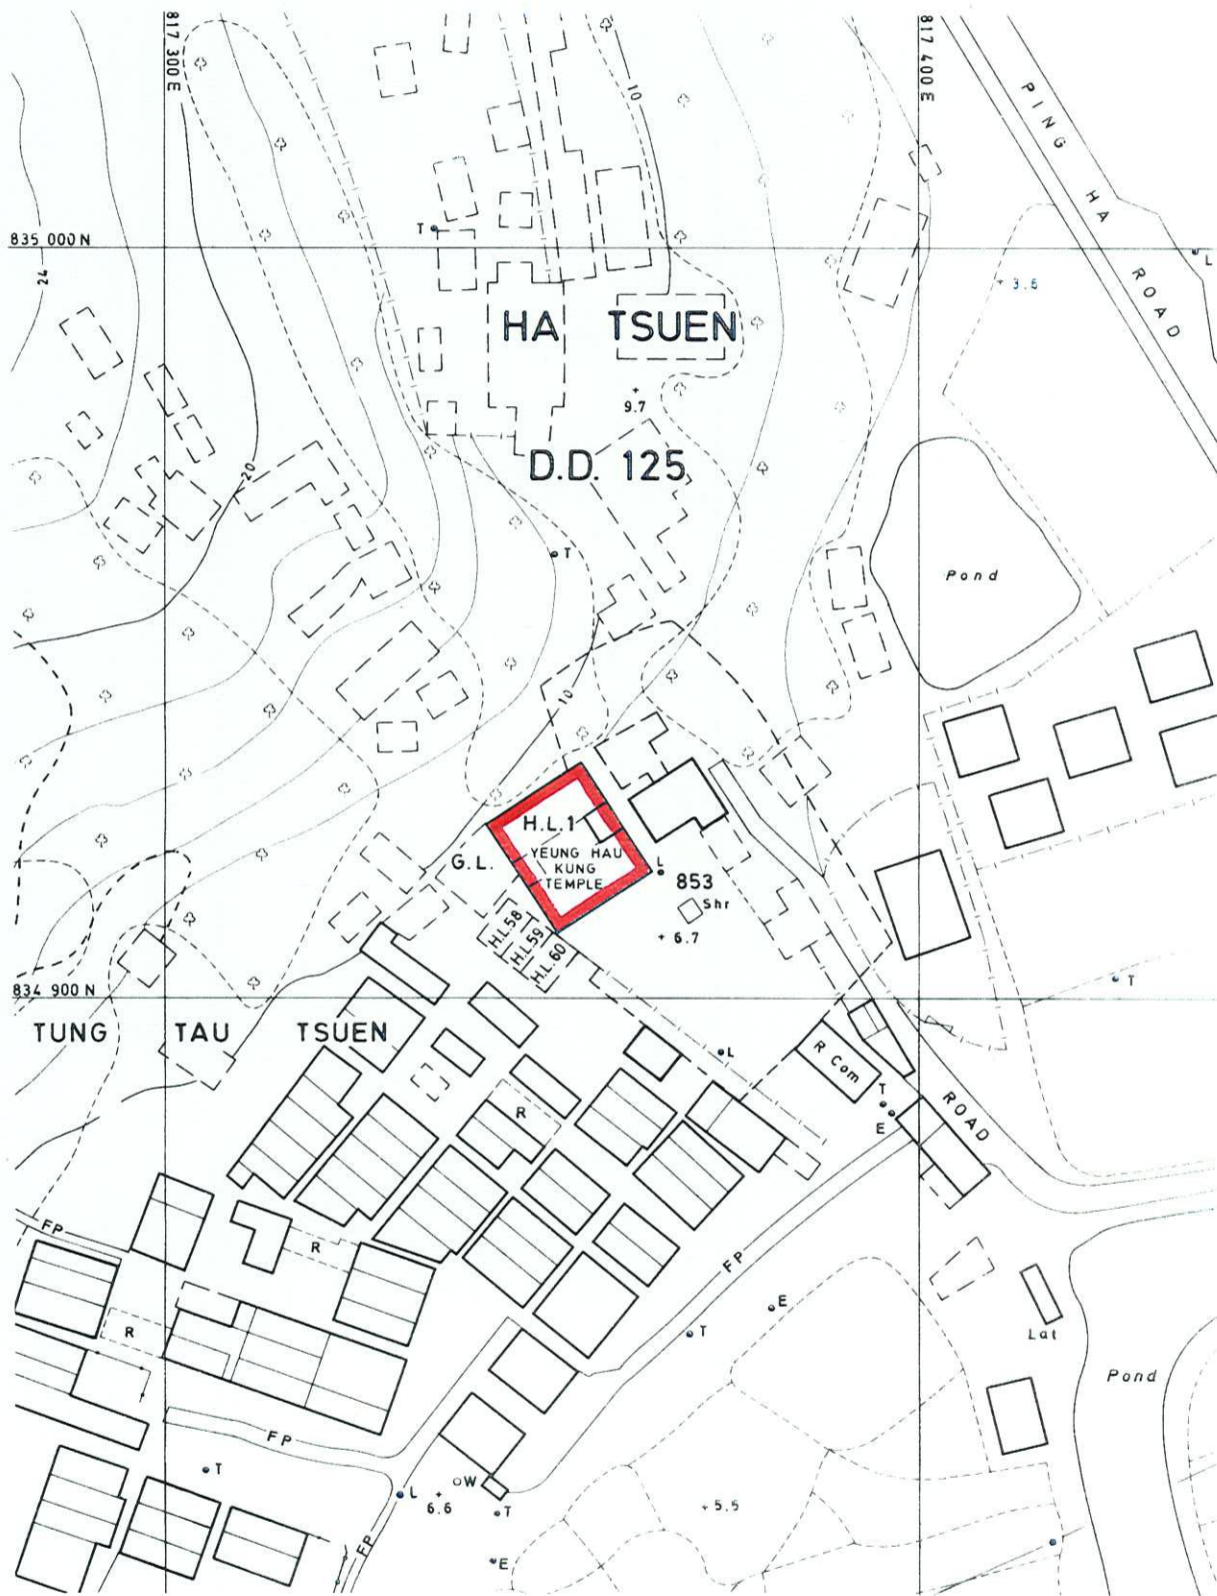 817 300 E
817 400 E
10
PING HA ROAD
T
835 000 N
24
L
+ 3.6
HA TSUEN
+ 9.7
D.D. 125
20
T
Pond
10
H.L.1
G.L.
YEUNG HAU
KUNG
TEMPLE
L
853
Shr
H.L.58
H.L.59
H.L.60
+ 6.7
834 900 N
T
TUNG TAU TSUEN
L
R Com
T
E
ROAD
R
FP
R
FP
E
R
T
Lat
Pond
FP
T
W
L
+ 6.6
T
+ 5.5
FP
E